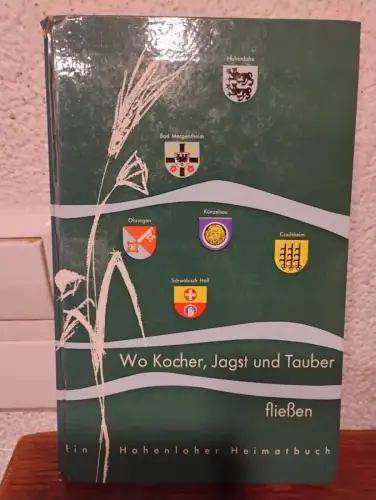 Hohenlohe
Bad Mergentheim
Öhringen
Künzelsau
Crailsheim
Schwäbisch Hall
Wo Kocher, Jagst und Tauber
fließen
Ein Hohenloher Heimatbuch